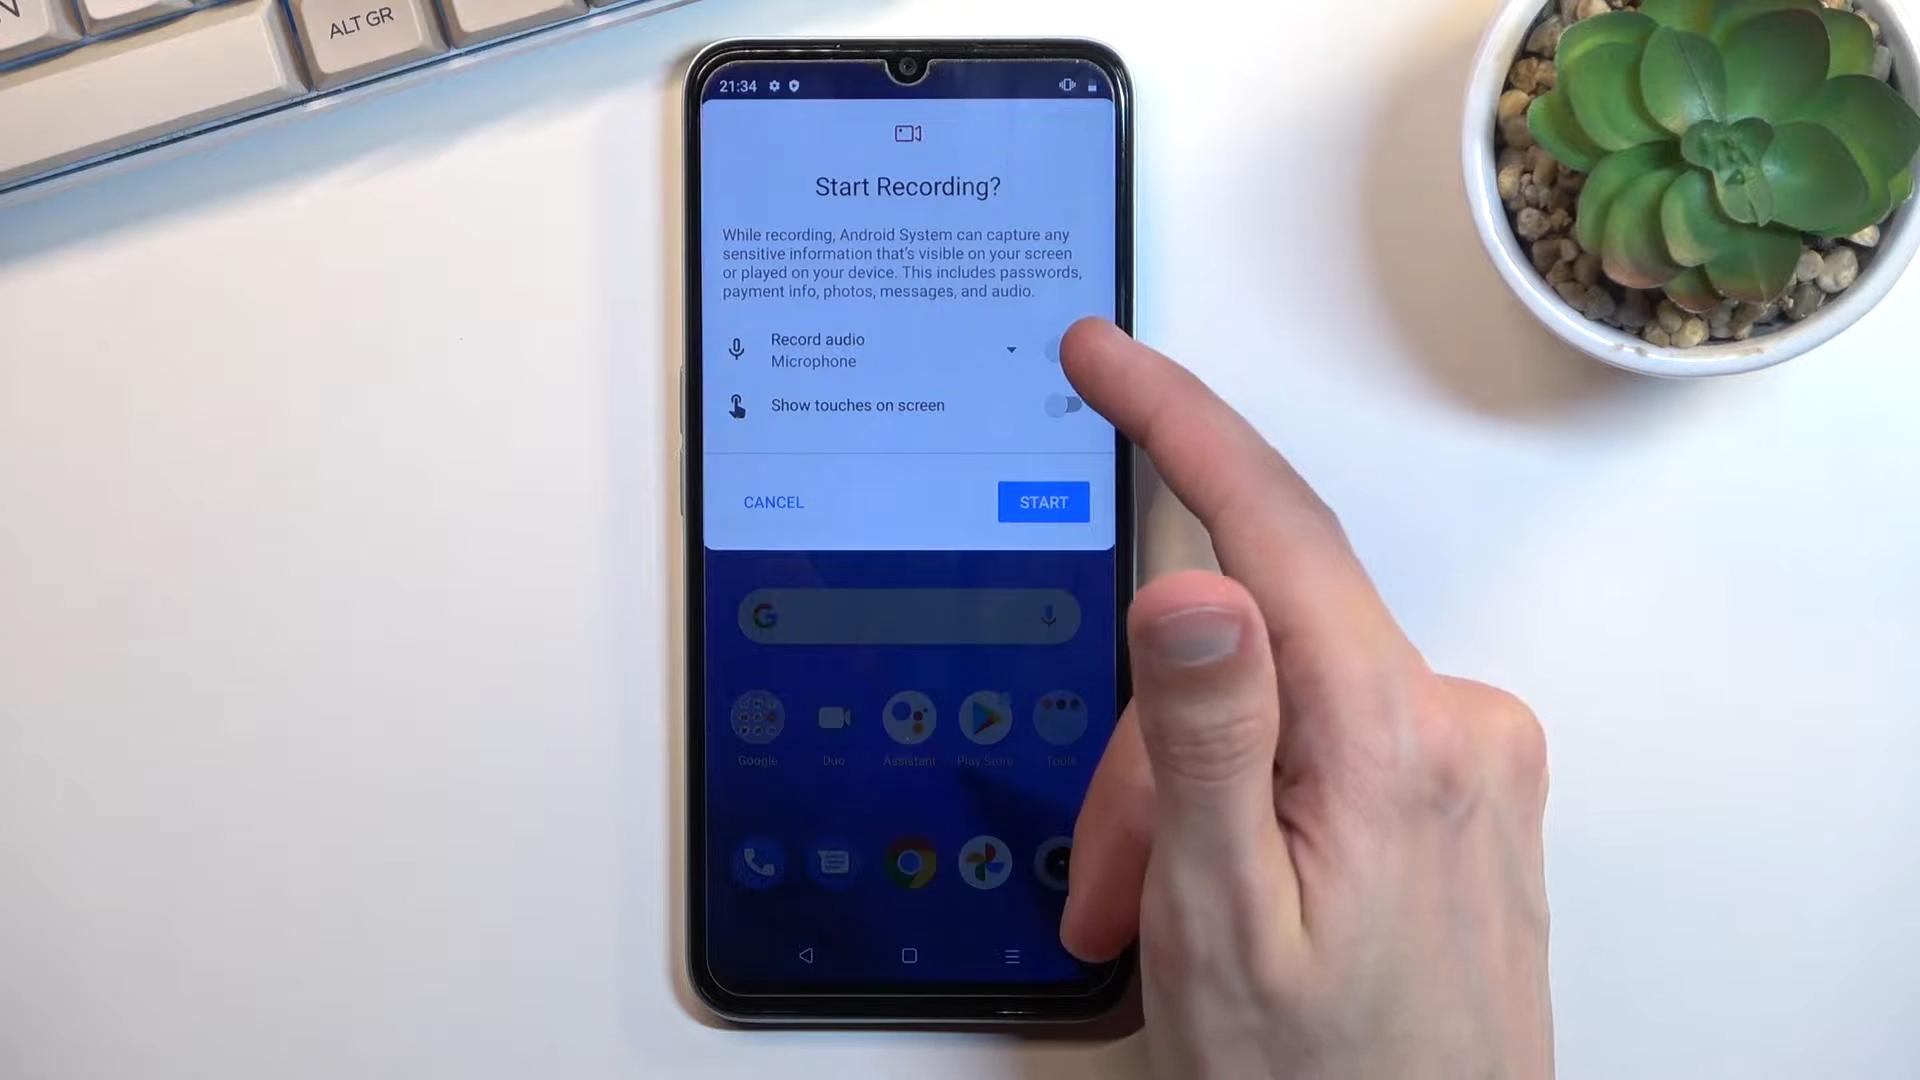 ALT GR
21:34
Start Recording?
While recording, Android System can capture any
sensitive information that's visible on your screen
or played on your device. This includes passwords,
payment info, photos, messages, and audio.
Record audio
Microphone
Show touches on screen
CANCEL
START
Google
Duo
Assistant
Play Store
Tools